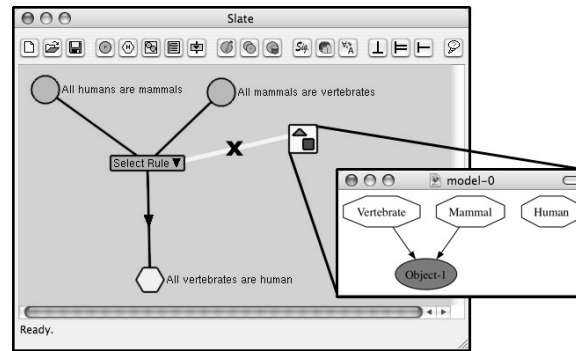 Slate
H
Sig
∀
All humans are mammals
All mammals are vertebrates
Select Rule
X
model-0
Vertebrate
Mammal
Human
Object-1
All vertebrates are human
Ready.